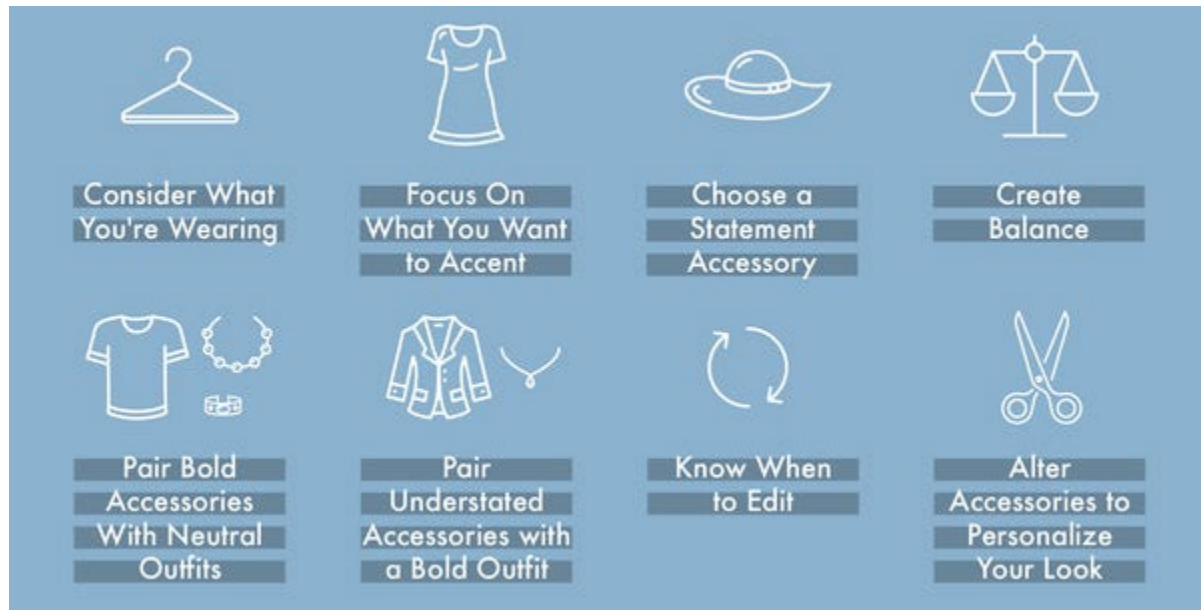 Consider What
You're Wearing
Focus On
What You Want
to Accent
Choose a
Statement
Accessory
Create
Balance
Pair Bold
Accessories
With Neutral
Outfits
Pair
Understated
Accessories with
a Bold Outfit
Know When
to Edit
Alter
Accessories to
Personalize
Your Look